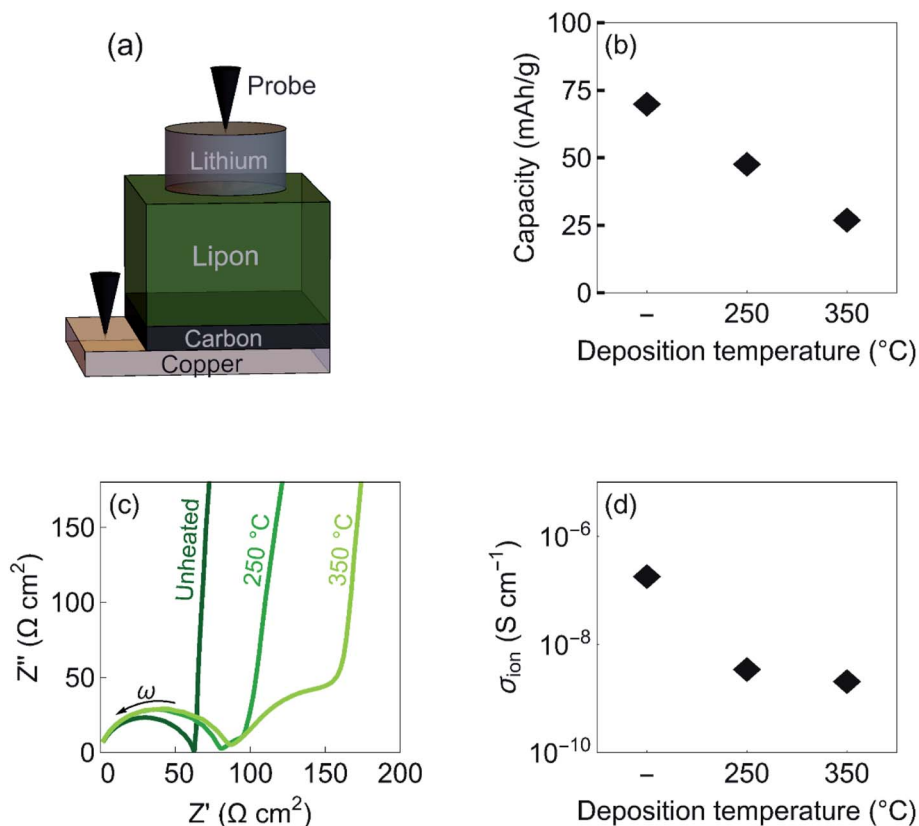 (a)
Probe
Lithium
Lipon
Carbon
Copper
(b)
Capacity (mAh/g)
100
75
50
25
0
– 250 350
Deposition temperature (°C)
(c)
Z'' (Ω cm²)
150
100
50
0
Unheated
250 °C
350 °C
ω
0 50 100 150 200
Z' (Ω cm²)
(d)
σion (S cm⁻¹)
10⁻⁶
10⁻⁸
10⁻¹⁰
– 250 350
Deposition temperature (°C)